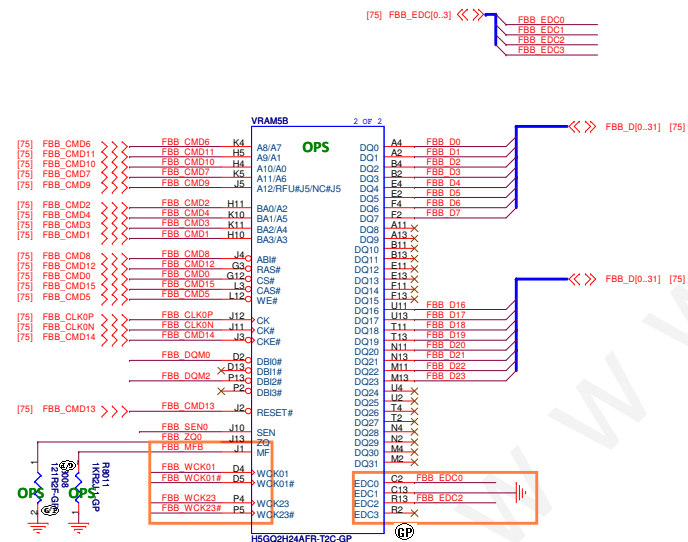 [75] FBB_EDC[0..3]
FBB_EDC0
FBB_EDC1
FBB_EDC2
FBB_EDC3
VRAM5B
2 OF 2
OPS
[75] FBB_CMD6 FBB_CMD6 K4 A8/A7
[75] FBB_CMD11 FBB_CMD11 H5 A9/A1
[75] FBB_CMD10 FBB_CMD10 H4 A10/A0
[75] FBB_CMD7 FBB_CMD7 K5 A11/A6
[75] FBB_CMD9 FBB_CMD9 J5 A12/RFU#J5/NC#J5
[75] FBB_CMD2 FBB_CMD2 H11 BA0/A2
[75] FBB_CMD4 FBB_CMD4 K10 BA1/A5
[75] FBB_CMD3 FBB_CMD3 K11 BA2/A4
[75] FBB_CMD1 FBB_CMD1 H10 BA3/A3
[75] FBB_CMD8 FBB_CMD8 J4 ABI#
[75] FBB_CMD12 FBB_CMD12 G3 RAS#
[75] FBB_CMD0 FBB_CMD0 G12 CS#
[75] FBB_CMD15 FBB_CMD15 L3 CAS#
[75] FBB_CMD5 FBB_CMD5 L12 WE#
[75] FBB_CLK0P FBB_CLK0P J12 CK
[75] FBB_CLK0N FBB_CLK0N J11 CK#
[75] FBB_CMD14 FBB_CMD14 J3 CKE#
FBB_DQM0 D2 DBI0#
D13 DBI1#
FBB_DQM2 P13 DBI2#
P2 DBI3#
[75] FBB_CMD13 FBB_CMD13 J2 RESET#
FBB_SEN0 J10 SEN
FBB_ZQ0 J13 ZQ
FBB_MFB J1 MF
FBB_WCK01 D4 WCK01
FBB_WCK01# D5 WCK01#
FBB_WCK23 P4 WCK23
FBB_WCK23# P5 WCK23#
DQ0 A4 FBB_D0
DQ1 A2 FBB_D1
DQ2 B4 FBB_D2
DQ3 B2 FBB_D3
DQ4 E4 FBB_D4
DQ5 E2 FBB_D5
DQ6 F4 FBB_D6
DQ7 F2 FBB_D7
DQ8 A11
DQ9 A13
DQ10 B11
DQ11 B13
DQ12 E11
DQ13 E13
DQ14 F11
DQ15 F13
DQ16 U11 FBB_D16
DQ17 U13 FBB_D17
DQ18 T11 FBB_D18
DQ19 T13 FBB_D19
DQ20 N11 FBB_D20
DQ21 N13 FBB_D21
DQ22 M11 FBB_D22
DQ23 M13 FBB_D23
DQ24 U4
DQ25 U2
DQ26 T4
DQ27 T2
DQ28 N4
DQ29 N2
DQ30 M4
DQ31 M2
EDC0 C2 FBB_EDC0
EDC1 C13
EDC2 R13 FBB_EDC2
EDC3 R2
FBB_D[0..31] [75]
FBB_D[0..31] [75]
1
1
OPS
OPS
2
2
GP
H5GQ2H24AFR-T2C-GP
W W W